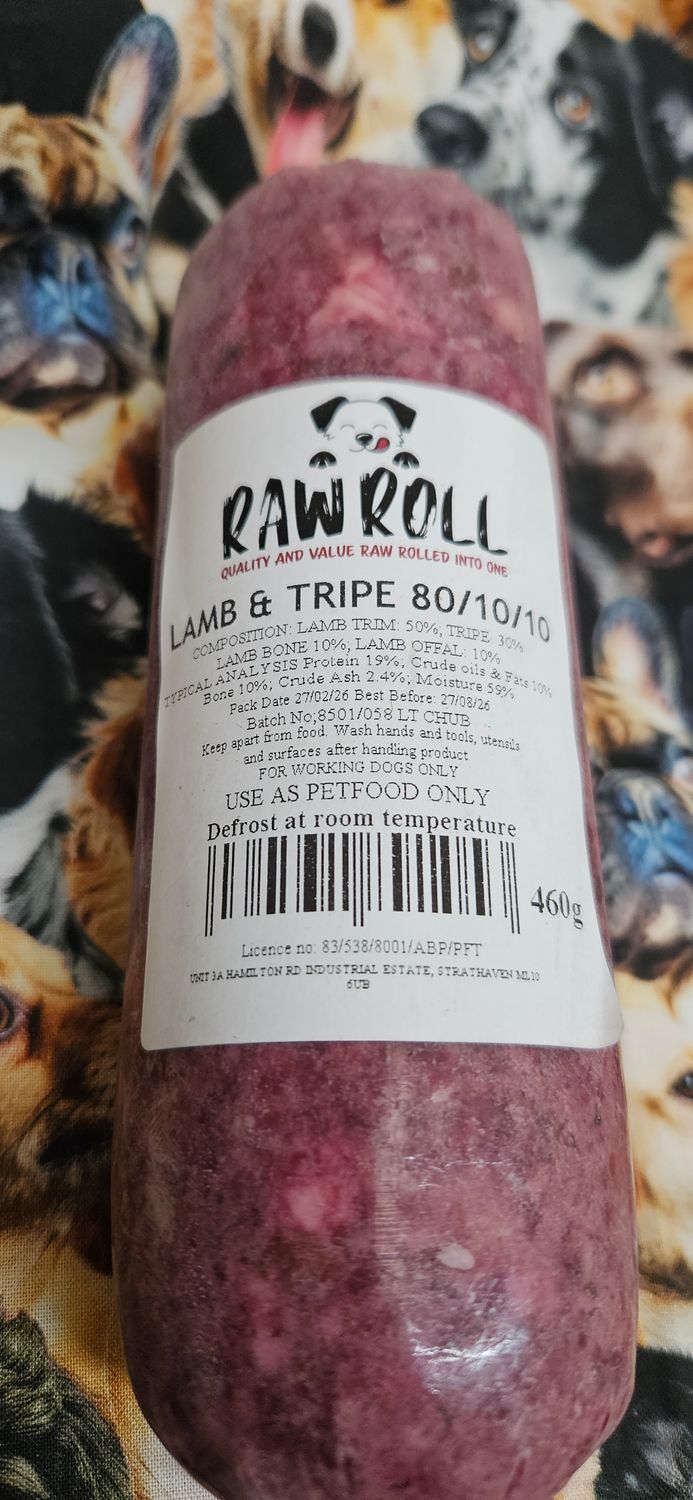 RAW ROLL
QUALITY AND VALUE RAW ROLLED INTO ONE
LAMB & TRIPE 80/10/10
COMPOSITION: LAMB TRIM: 50%; TRIPE: 30%
LAMB BONE 10%; LAMB OFFAL: 10%
TYPICAL ANALYSIS Protein 19%; Crude oils & Fats 10%
Bone 10%; Crude Ash 2.4%; Moisture 59%
Pack Date 27/02/26 Best Before: 27/08/26
Batch No;8501/058 LT CHUB
Keep apart from food. Wash hands and tools, utensils
and surfaces after handling product
FOR WORKING DOGS ONLY
USE AS PETFOOD ONLY
Defrost at room temperature
460g
Licence no: 83/538/8001/ABP/PFT
UNIT 3A HAMILTON RD INDUSTRIAL ESTATE, STRATHAVEN ML10
6UB